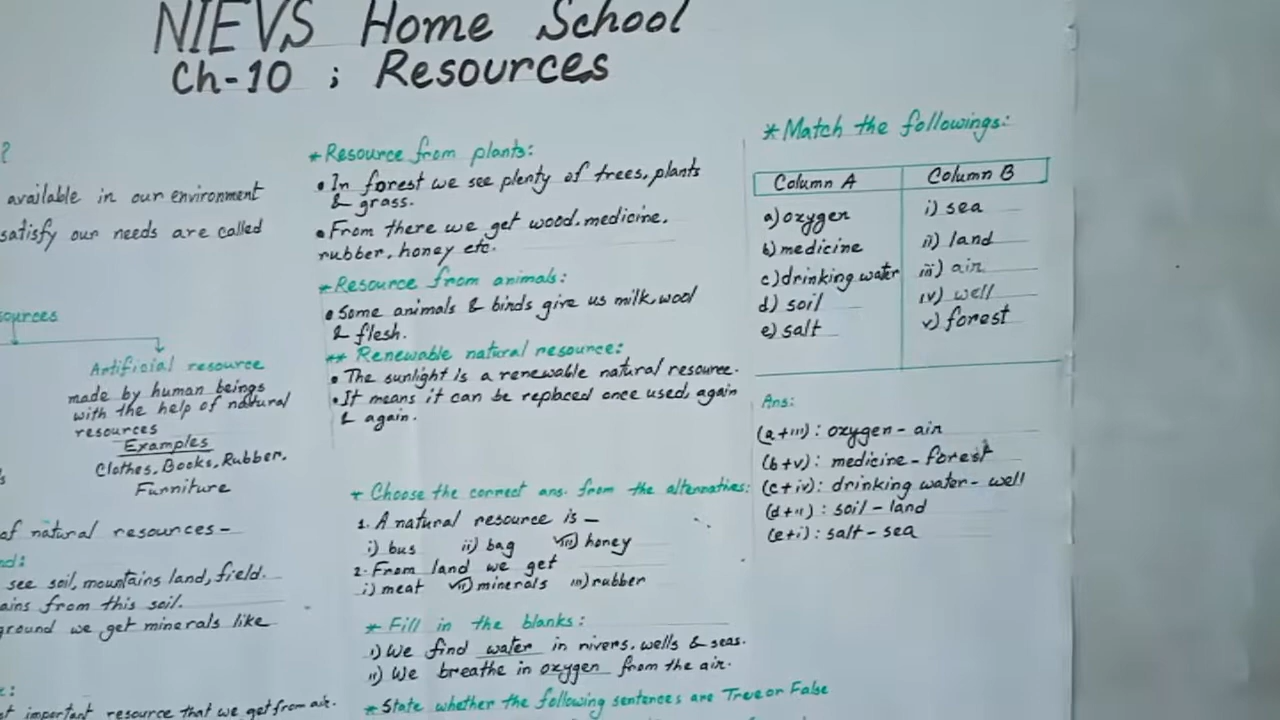 NIEVS Home School
Ch-10 ; Resources
?
available in our environment
satisfy our needs are called
sources
Artificial resource
made by human beings
with the help of natural
resources
Examples
Clothes, Books, Rubber,
Furniture
of natural resources-
see soil, mountains land, field.
from this soil.
ground we get minerals like
important resource that we get from air.
*Resource from plants:
• In forest we see plenty of trees, plants
& grass.
• From there we get wood, medicine,
rubber, honey etc.
*Resource from animals:
• Some animals & binds give us milk, wool
& flesh.
** Renewable natural resource:
• The sunlight is a renewable natural resource.
• It means it can be replaced once used, again
& again.
* Choose the correct ans. from the alternaties:
1. A natural resource is –
i) bus ii) bag ✓iii) honey
2. From land we get
i) meat ✓ii) minerals iii) rubber
* Fill in the blanks:
i) We find water in rivers, wells & seas.
ii) We breathe in oxygen from the air.
* State whether the following sentences are True or False
*Match the followings:
Column A Column B
a) oxygen i) sea
b) medicine ii) land
c) drinking water iii) air
d) soil iv) well
e) salt v) forest
Ans:
(a+iii) : oxygen – air
(b+v) : medicine – forest
(c+iv) : drinking water – well
(d+ii) : soil – land
(e+i) : salt – sea